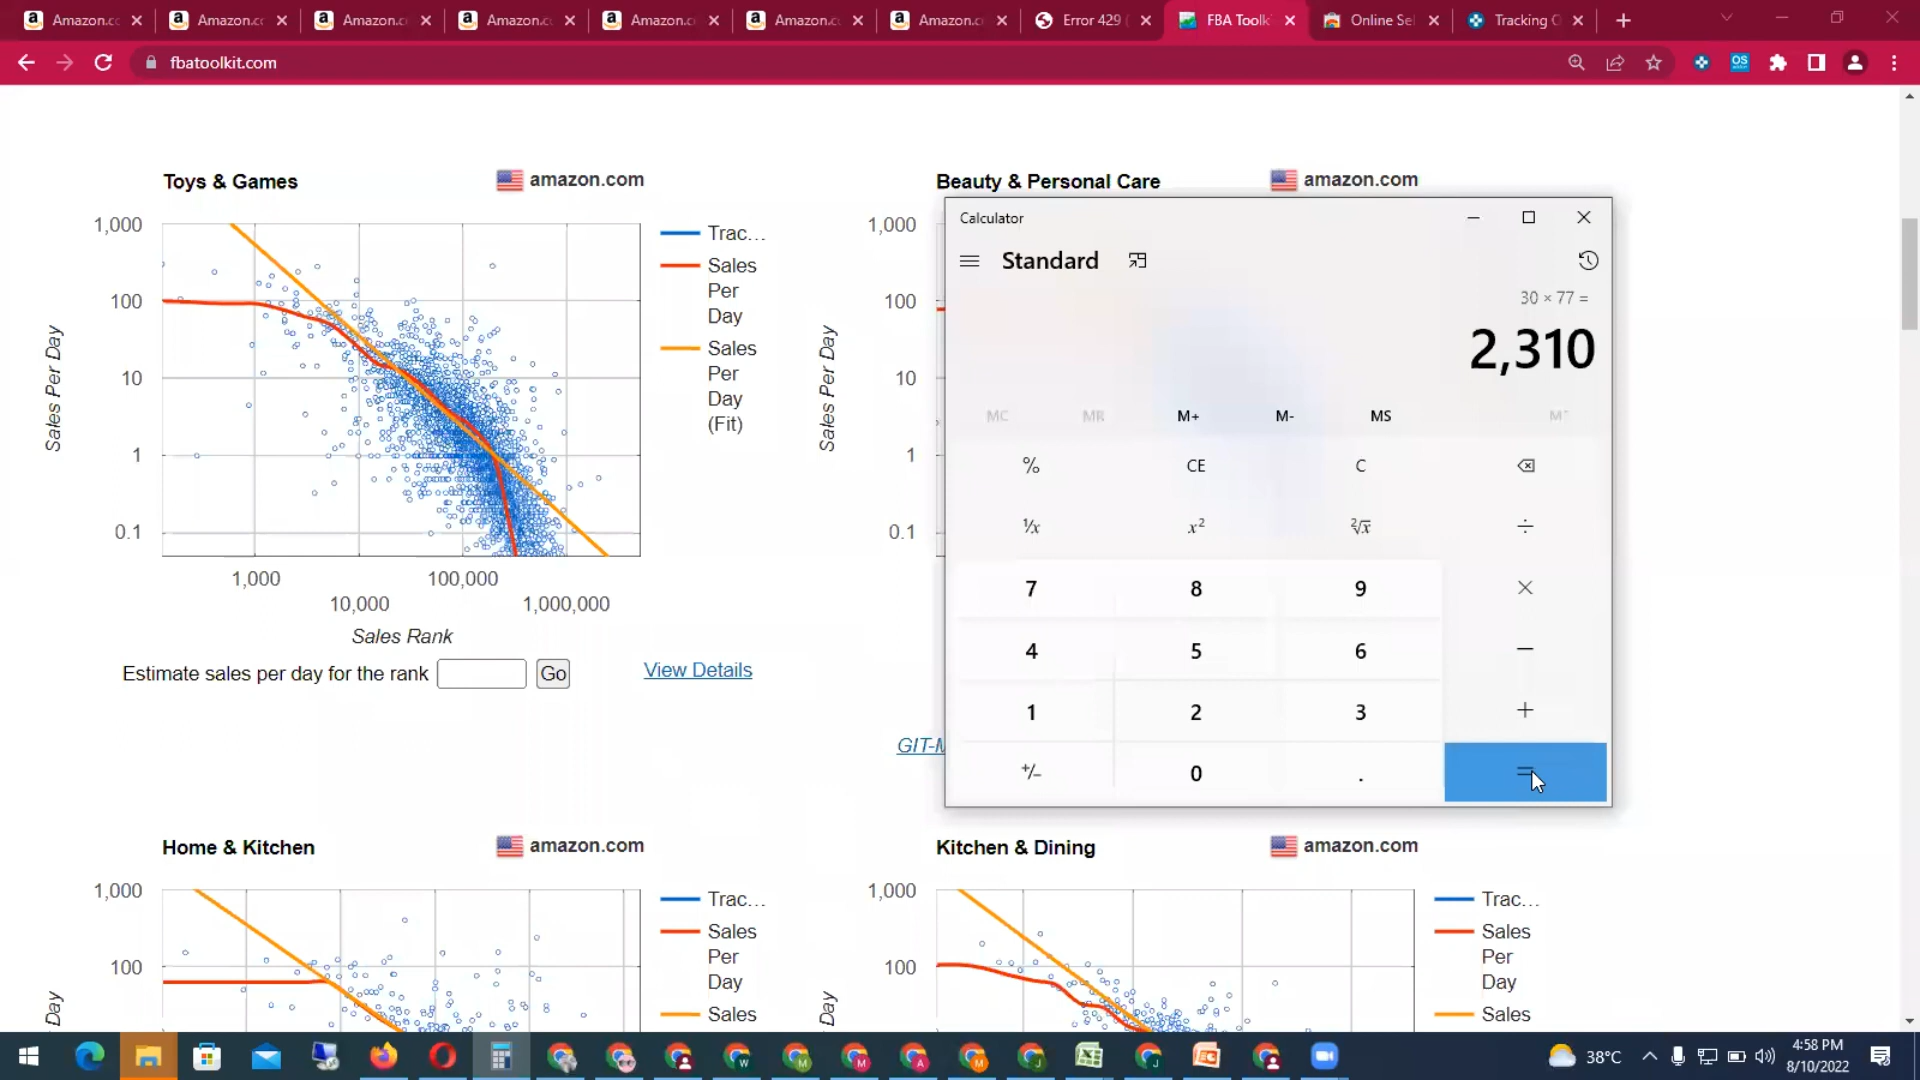 Amazon.c
Amazon.c
Amazon.c
Amazon.c
Amazon.c
Amazon.c
Amazon.c
Error 429
FBA Toolk
Online Se
Tracking
fbatoolkit.com
Toys & Games
amazon.com
1,000
100
10
1
0.1
Sales Per Day
1,000
10,000
100,000
1,000,000
Sales Rank
Trac...
Sales
Per
Day
Sales
Per
Day
(Fit)
Estimate sales per day for the rank
Go
View Details
Beauty & Personal Care
amazon.com
1,000
100
10
1
0.1
Sales Per Day
GIT-M
Calculator
Standard
30 × 77 =
2,310
MC MR M+ M- MS M˅
% CE C
⅟x x² ²√x ÷
7 8 9 ×
4 5 6 −
1 2 3 +
+/− 0 . =
Home & Kitchen
amazon.com
1,000
100
Day
Trac...
Sales
Per
Day
Sales
Kitchen & Dining
amazon.com
1,000
100
Day
Trac...
Sales
Per
Day
Sales
38°C
4:58 PM
8/10/2022